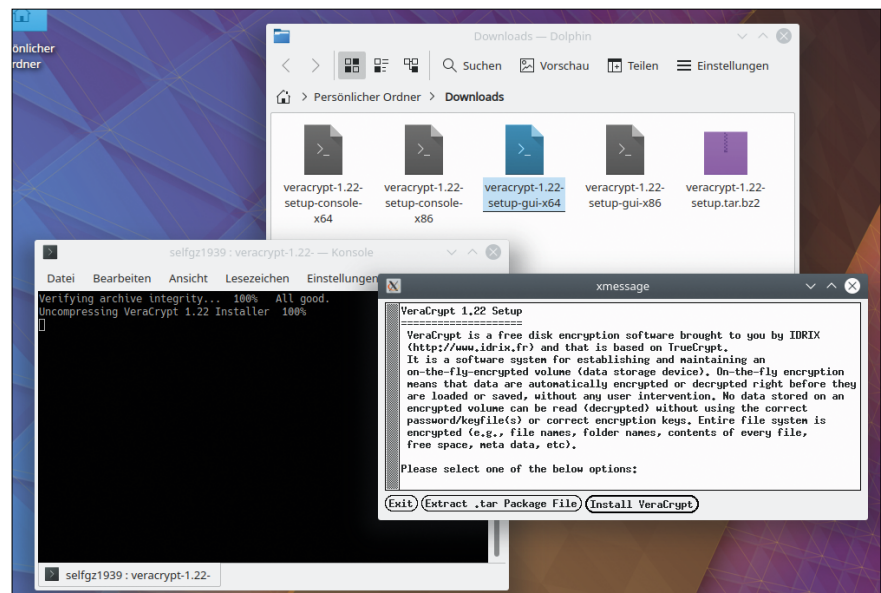 önlicher
rdner
Downloads — Dolphin
Suchen Vorschau Teilen Einstellungen
> Persönlicher Ordner > Downloads
veracrypt-1.22-
setup-console-
x64
veracrypt-1.22-
setup-console-
x86
veracrypt-1.22-
setup-gui-x64
veracrypt-1.22-
setup-gui-x86
veracrypt-1.22-
setup.tar.bz2
selfgz1939 : veracrypt-1.22- — Konsole
Datei Bearbeiten Ansicht Lesezeichen Einstellungen
Verifying archive integrity... 100% All good.
Uncompressing VeraCrypt 1.22 Installer 100%
selfgz1939 : veracrypt-1.22-
xmessage
VeraCrypt 1.22 Setup
====================
VeraCrypt is a free disk encryption software brought to you by IDRIX
(http://www.idrix.fr) and that is based on TrueCrypt.
It is a software system for establishing and maintaining an
on-the-fly-encrypted volume (data storage device). On-the-fly encryption
means that data are automatically encrypted or decrypted right before they
are loaded or saved, without any user intervention. No data stored on an
encrypted volume can be read (decrypted) without using the correct
password/keyfile(s) or correct encryption keys. Entire file system is
encrypted (e.g., file names, folder names, contents of every file,
free space, meta data, etc).
Please select one of the below options:
Exit Extract .tar Package File Install VeraCrypt